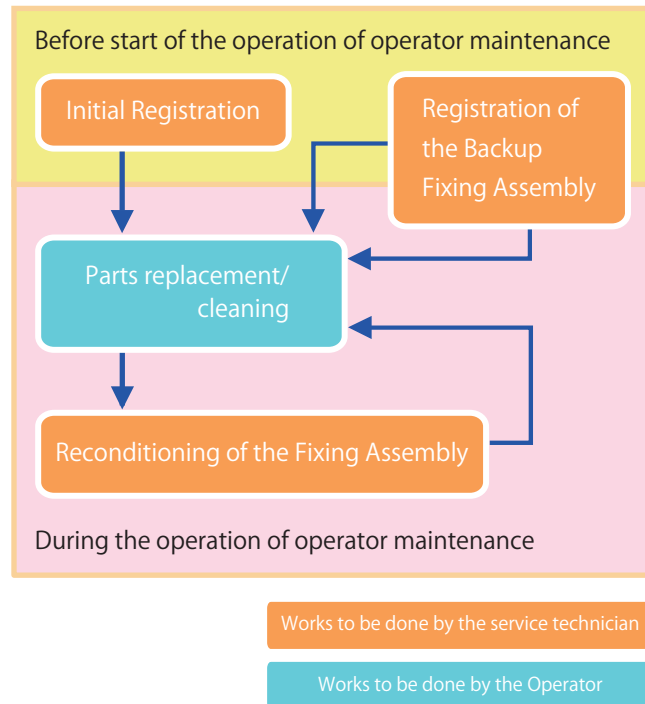 Before start of the operation of operator maintenance
Initial Registration
Registration of
the Backup
Fixing Assembly
Parts replacement/
cleaning
Reconditioning of the Fixing Assembly
During the operation of operator maintenance
Works to be done by the service technician
Works to be done by the Operator